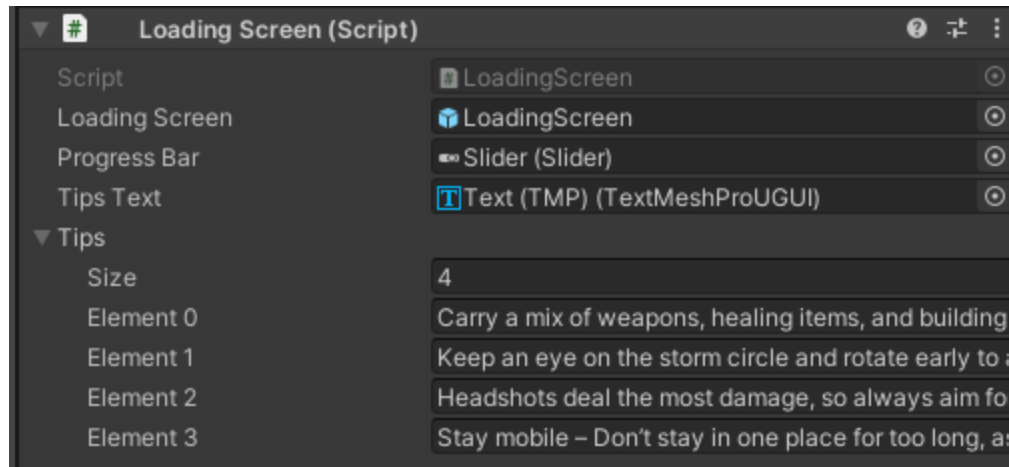 Loading Screen (Script)
Script LoadingScreen
Loading Screen LoadingScreen
Progress Bar Slider (Slider)
Tips Text Text (TMP) (TextMeshProUGUI)
Tips
Size 4
Element 0 Carry a mix of weapons, healing items, and building
Element 1 Keep an eye on the storm circle and rotate early to
Element 2 Headshots deal the most damage, so always aim fo
Element 3 Stay mobile – Don’t stay in one place for too long, as